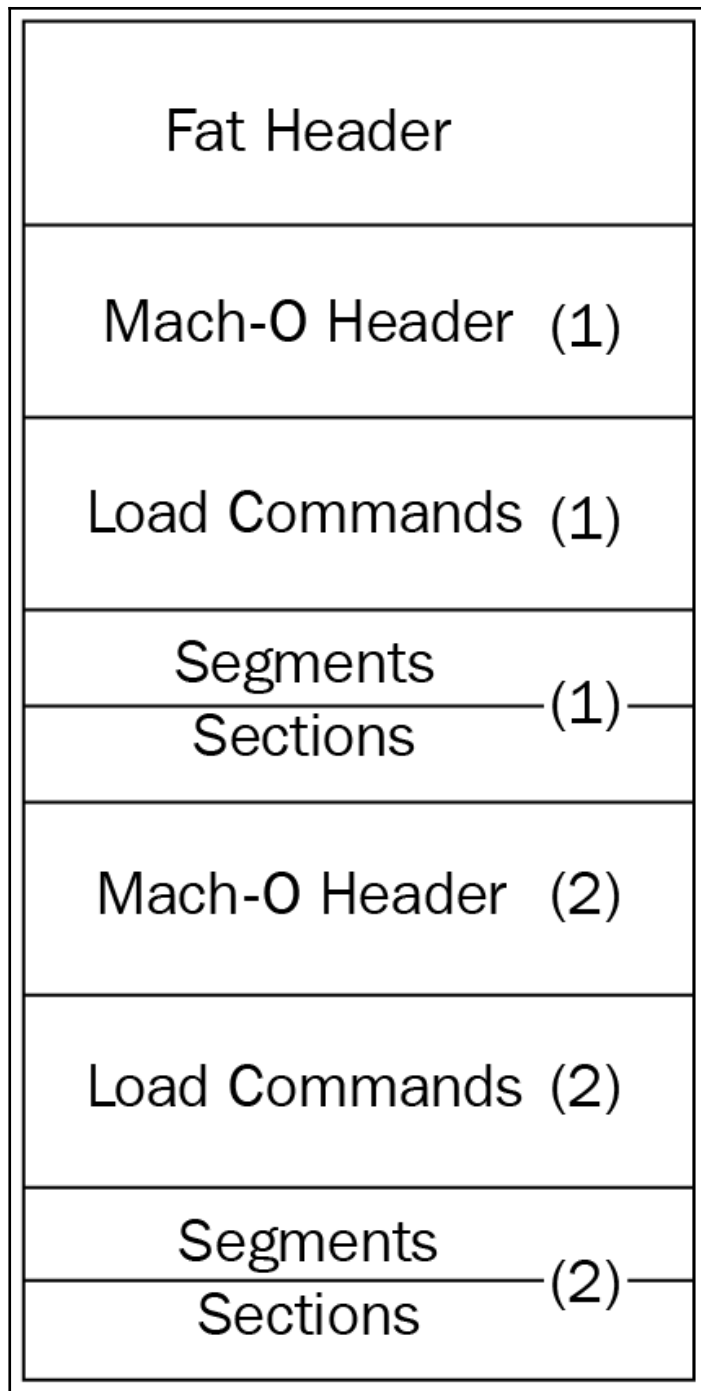 Fat Header
Mach-O Header (1)
Load Commands (1)
Segments
(1)
Sections
Mach-O Header (2)
Load Commands (2)
Segments
(2)
Sections